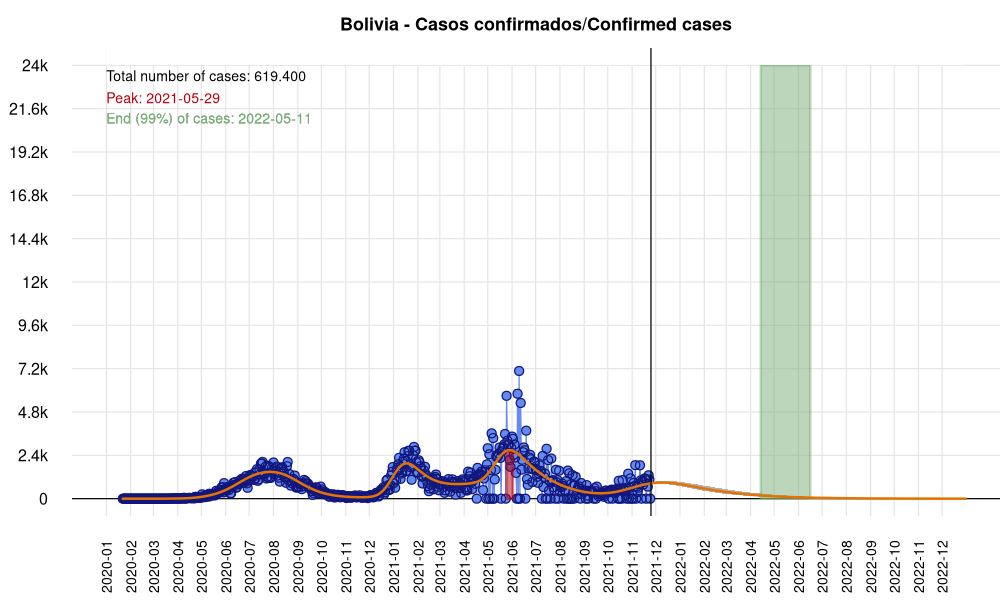 Bolivia - Casos confirmados/Confirmed cases
Total number of cases: 619.400
Peak: 2021-05-29
End (99%) of cases: 2022-05-11
24k
21.6k
19.2k
16.8k
14.4k
12k
9.6k
7.2k
4.8k
2.4k
0
2020-01
2020-02
2020-03
2020-04
2020-05
2020-06
2020-07
2020-08
2020-09
2020-10
2020-11
2020-12
2021-01
2021-02
2021-03
2021-04
2021-05
2021-06
2021-07
2021-08
2021-09
2021-10
2021-11
2021-12
2022-01
2022-02
2022-03
2022-04
2022-05
2022-06
2022-07
2022-08
2022-09
2022-10
2022-11
2022-12